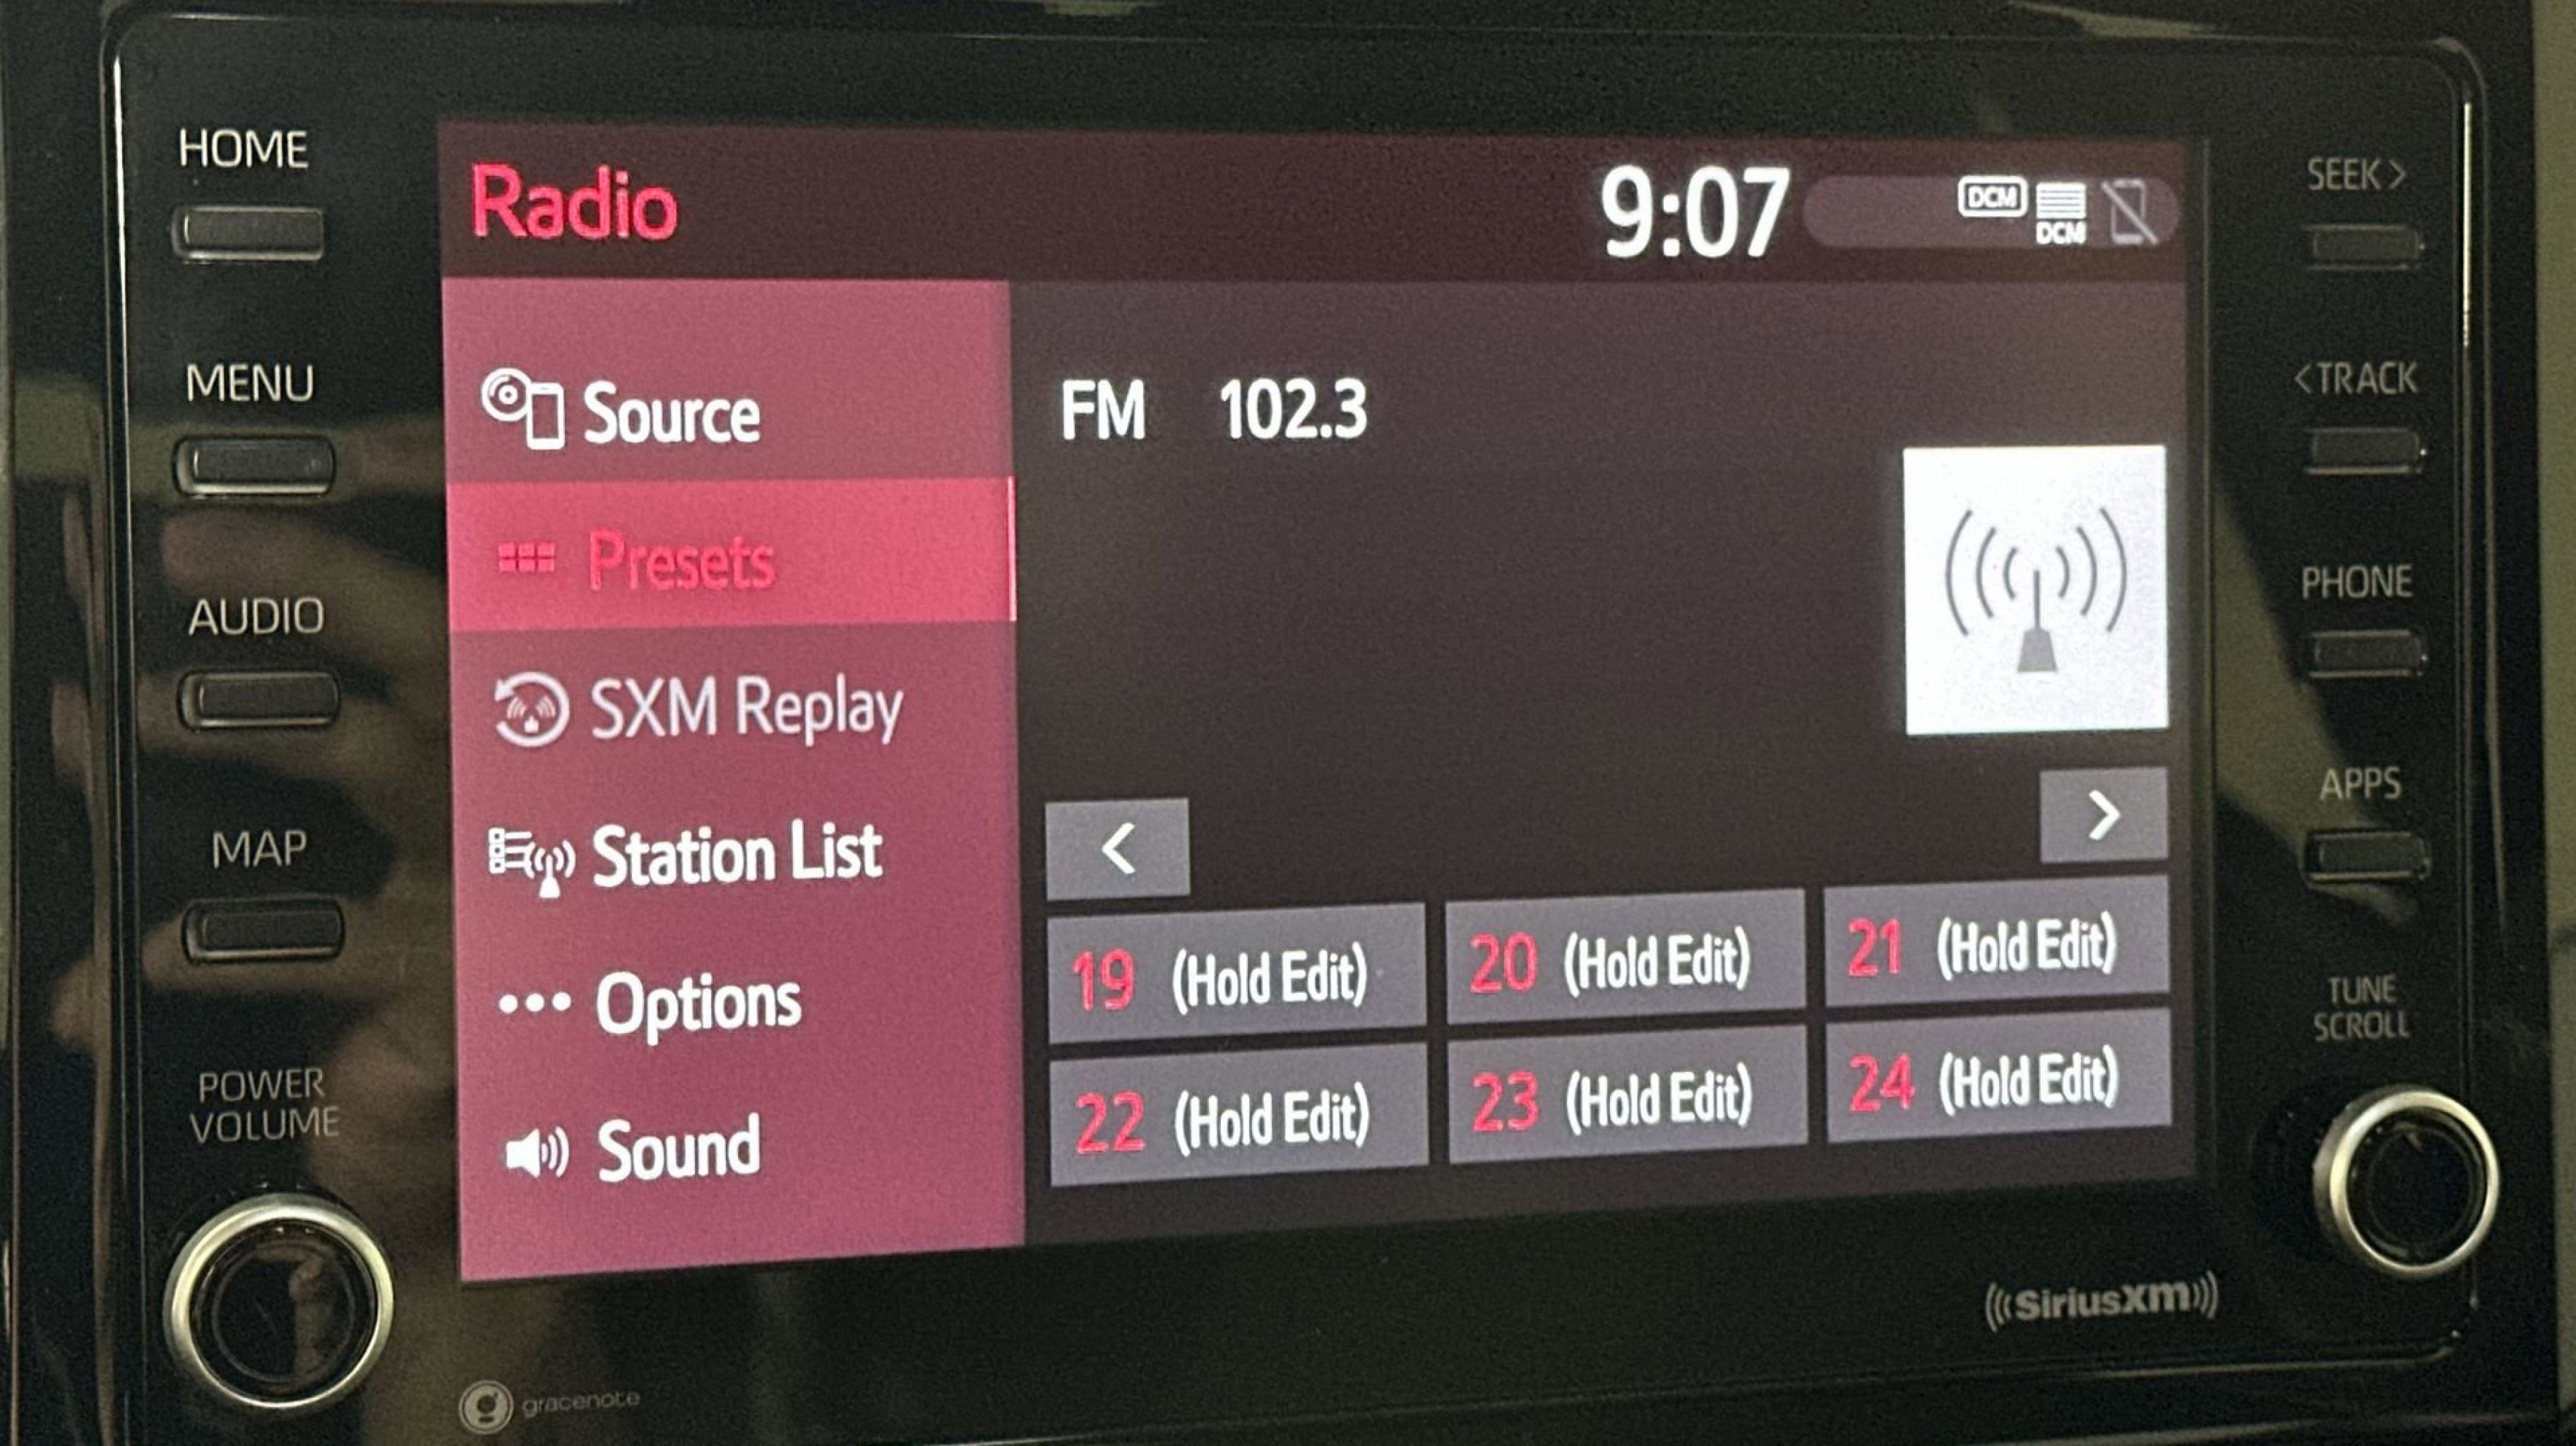 HOME
MENU
AUDIO
MAP
POWER
VOLUME
Radio
9:07
DCM
DCM
Source
Presets
SXM Replay
Station List
Options
Sound
FM 102.3
<
>
19 (Hold Edit)
20 (Hold Edit)
21 (Hold Edit)
22 (Hold Edit)
23 (Hold Edit)
24 (Hold Edit)
SEEK>
<TRACK
PHONE
APPS
TUNE
SCROLL
SiriusXM
gracenote